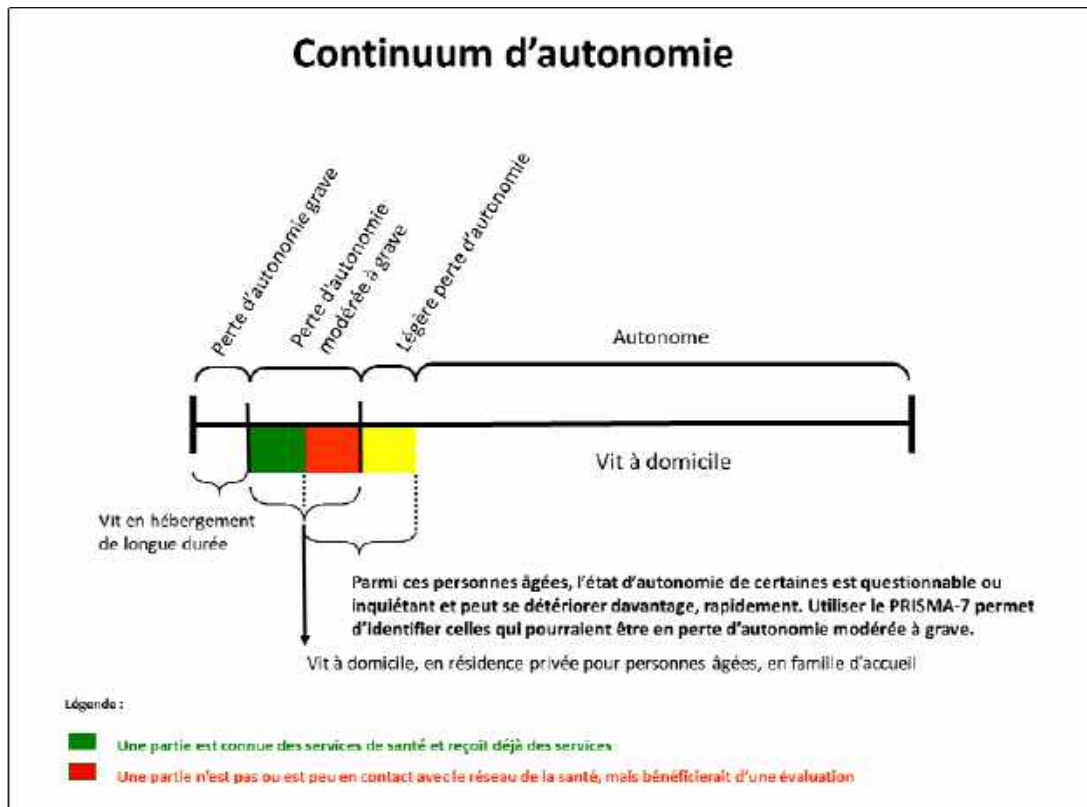 Continuum d'autonomie
Perte d'autonomie grave
Perte d'autonomie
modérée à grave
Légère perte d'autonomie
Autonome
Vit à domicile
Vit en hébergement
de longue durée
Parmi ces personnes âgées, l'état d'autonomie de certaines est questionnable ou
inquiétant et peut se détériorer davantage, rapidement. Utiliser le PRISMA-7 permet
d'identifier celles qui pourraient être en perte d'autonomie modérée à grave.
Vit à domicile, en résidence privée pour personnes âgées, en famille d'accueil
Légende :
Une partie est connue des services de santé et reçoit déjà des services
Une partie n'est pas ou est peu en contact avec le réseau de la santé, mais bénéficierait d'une évaluation